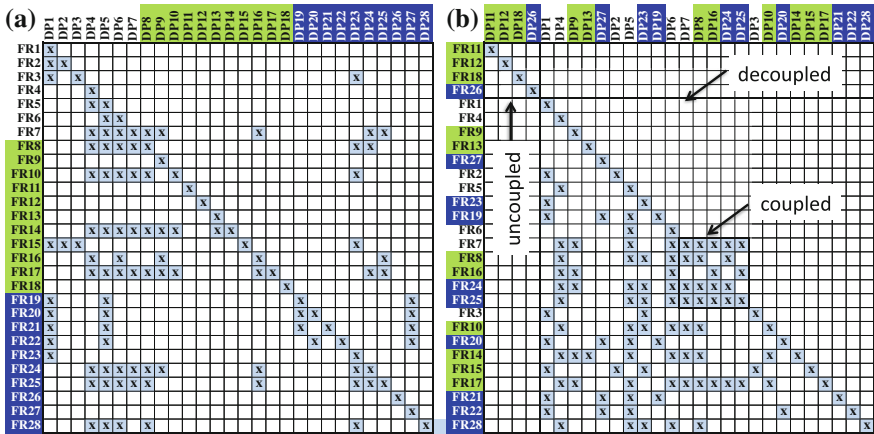 (a)
DP1 DP2 DP3 DP4 DP5 DP6 DP7 DP8 DP9 DP10 DP11 DP12 DP13 DP14 DP15 DP16 DP17 DP18 DP19 DP20 DP21 DP22 DP23 DP24 DP25 DP26 DP27 DP28
FR1 x
FR2 x x
FR3 x x x
FR4 x
FR5 x x
FR6 x x
FR7 x x x x x x x x x
FR8 x x x x x x x
FR9 x
FR10 x x x x x x x
FR11 x
FR12 x
FR13 x
FR14 x x x x x x x x x
FR15 x x x x x
FR16 x x x x x
FR17 x x x x x x x x x x x
FR18 x
FR19 x x x x
FR20 x x x x x
FR21 x x x x x
FR22 x x x x x
FR23 x x
FR24 x x x x x x x x x
FR25 x x x x x x x x x x
FR26 x
FR27 x
FR28 x x x x x x
(b)
DP11 DP12 DP18 DP26 DP1 DP4 DP9 DP13 DP27 DP2 DP5 DP23 DP19 DP6 DP7 DP8 DP16 DP24 DP25 DP3 DP10 DP20 DP14 DP15 DP17 DP21 DP22 DP28
FR11 x
FR12 x
FR18 x
decoupled
FR26 x
FR1 x
FR4 x
FR9 x
FR13 x
FR27 x
uncoupled
FR2 x x
FR5 x x
FR23 x x
coupled
FR19 x x x x
FR6 x x
FR7 x x x x x x x x x
FR8 x x x x x x x
FR16 x x x x x
FR24 x x x x x x x x x
FR25 x x x x x x x x x x
FR3 x x x
FR10 x x x x x x x
FR20 x x x x x
FR14 x x x x x x x x x
FR15 x x x x x
FR17 x x x x x x x x x x x
FR21 x x x x x
FR22 x x x x x
FR28 x x x x x x